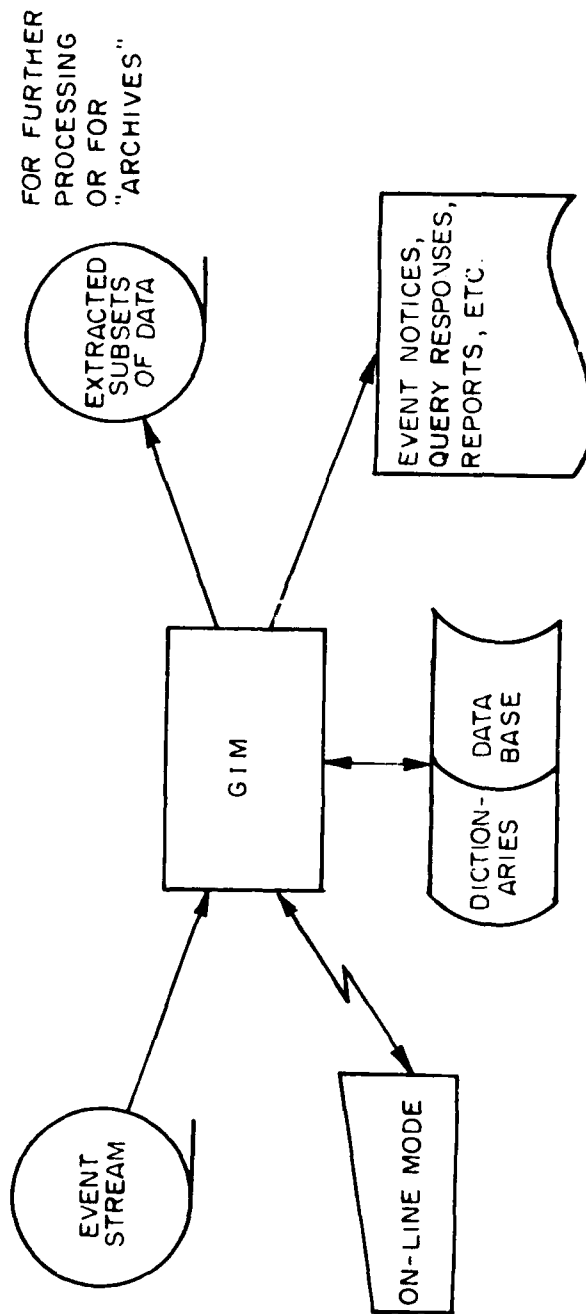 EVENT
STREAM
ON-LINE MODE
GIM
DICTION-
ARIES
DATA
BASE
EXTRACTED
SUBSETS
OF DATA
FOR FURTHER
PROCESSING
OR FOR
"ARCHIVES"
EVENT NOTICES,
QUERY RESPONSES,
REPORTS, ETC.